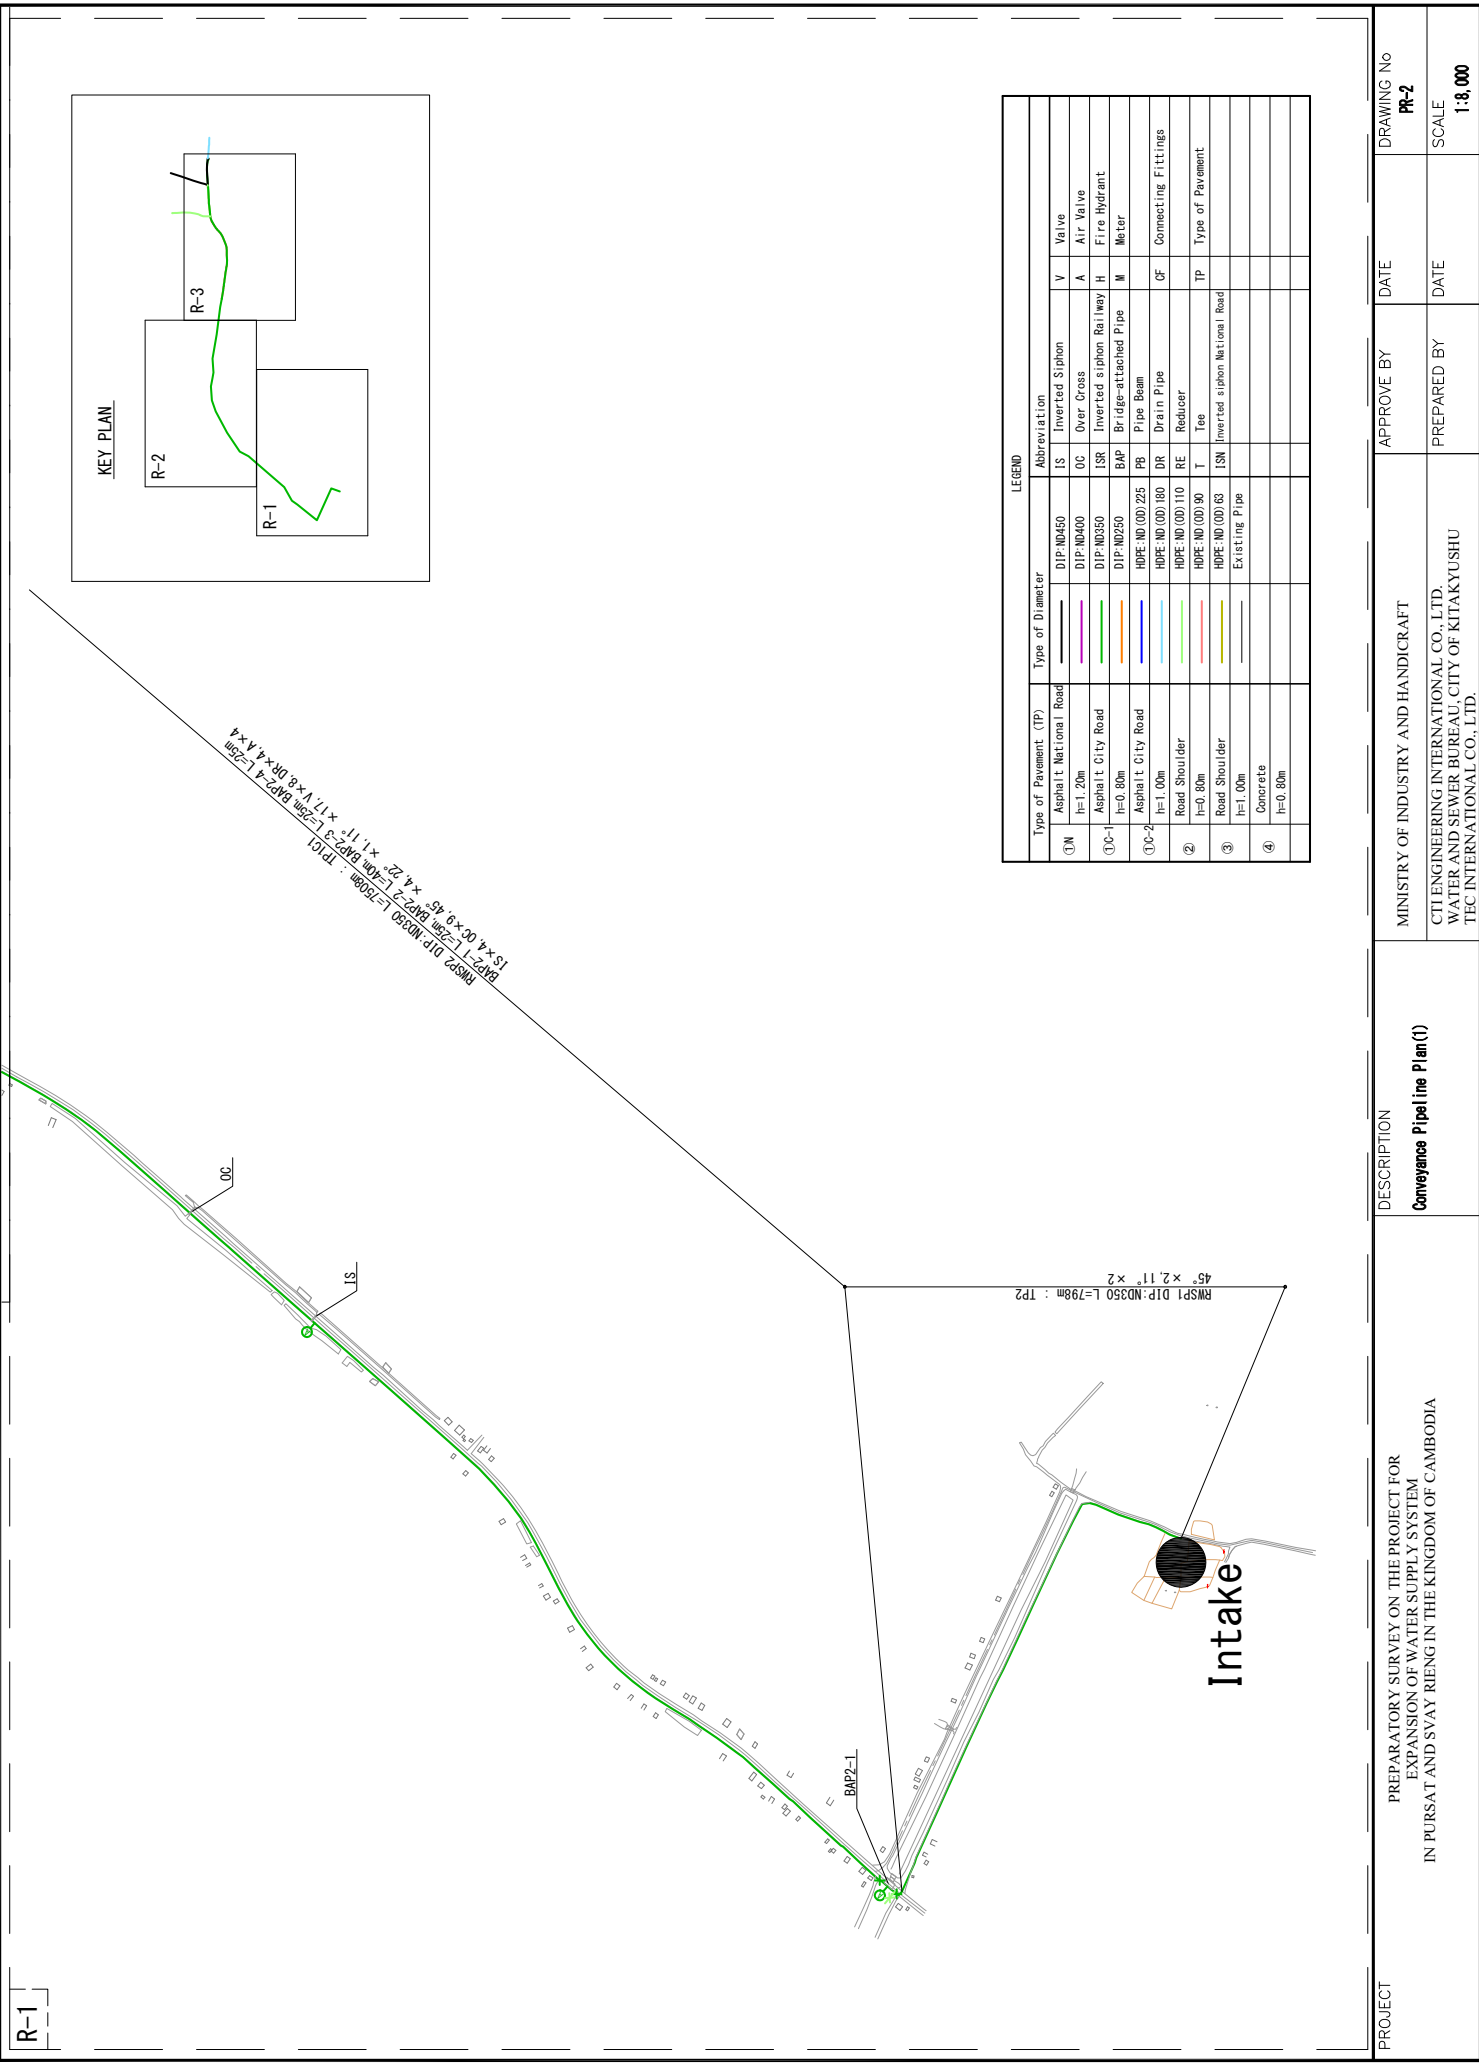 R-1
KEY PLAN
R-1
R-2
R-3
OC
IS
BAP2-1
Intake
RWSP2 DIP:ND350 L=7508m : TP1C1
BAP2-1 L=25m, BAP2-2 L=40m, BAP2-3 L=25m, BAP2-4 L=25m
IS×4, OC×9, 45° ×4, 22° ×1, 11° ×17, V×8, DR×4, A×4
RWSP1 DIP:ND350 L=798m : TP2
45° ×2, 11° ×2
LEGEND
Type of Pavement (TP) Type of Diameter Abbreviation
①N Asphalt National Road DIP:ND450 IS Inverted Siphon V Valve
h=1.20m DIP:ND400 OC Over Cross A Air Valve
①C-1 Asphalt City Road DIP:ND350 ISR Inverted siphon Railway H Fire Hydrant
h=0.80m DIP:ND250 BAP Bridge-attached Pipe M Meter
①C-2 Asphalt City Road HDPE:ND(OD)225 PB Pipe Beam
h=1.00m HDPE:ND(OD)180 DR Drain Pipe CF Connecting Fittings
② Road Shoulder HDPE:ND(OD)110 RE Reducer
h=0.80m HDPE:ND(OD)90 T Tee TP Type of Pavement
③ Road Shoulder HDPE:ND(OD)63 ISN Inverted siphon National Road
h=1.00m Existing Pipe
④ Concrete
h=0.80m
PROJECT
PREPARATORY SURVEY ON THE PROJECT FOR
EXPANSION OF WATER SUPPLY SYSTEM
IN PURSAT AND SVAY RIENG IN THE KINGDOM OF CAMBODIA
DESCRIPTION
Conveyance Pipeline Plan(1)
MINISTRY OF INDUSTRY AND HANDICRAFT
CTI ENGINEERING INTERNATIONAL CO., LTD.
WATER AND SEWER BUREAU, CITY OF KITAKYUSHU
TEC INTERNATIONAL CO., LTD.
APPROVE BY
PREPARED BY
DATE
DATE
DRAWING No
PR-2
SCALE
1:8,000